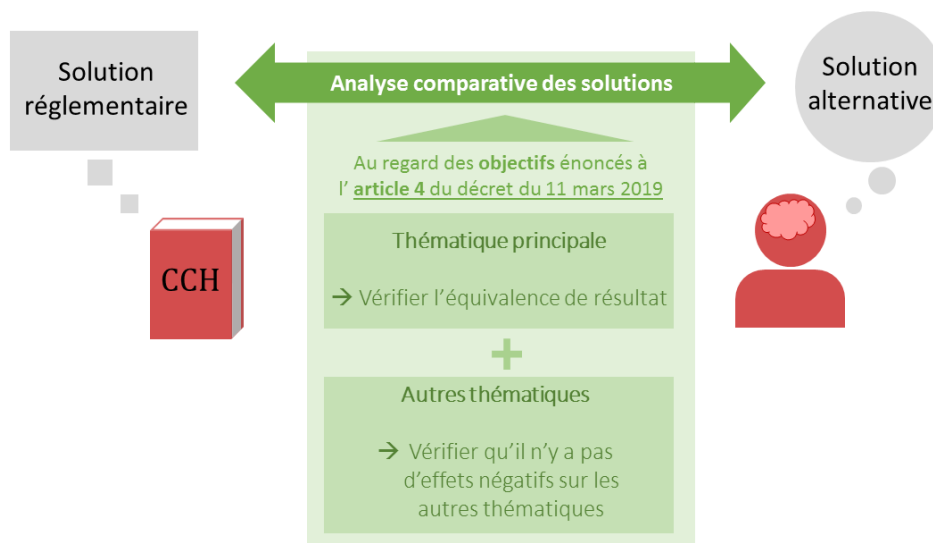 Solution
réglementaire
Analyse comparative des solutions
Solution
alternative
Au regard des objectifs énoncés à
l' article 4 du décret du 11 mars 2019
CCH
Thématique principale
→ Vérifier l'équivalence de résultat
+
Autres thématiques
→ Vérifier qu'il n'y a pas
d'effets négatifs sur les
autres thématiques